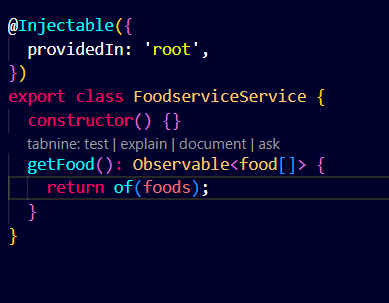 @Injectable({
  providedIn: 'root',
})
export class FoodserviceService {
  constructor() {}
  tabnine: test | explain | document | ask
  getFood(): Observable<food[]> {
    return of(foods);
  }
}